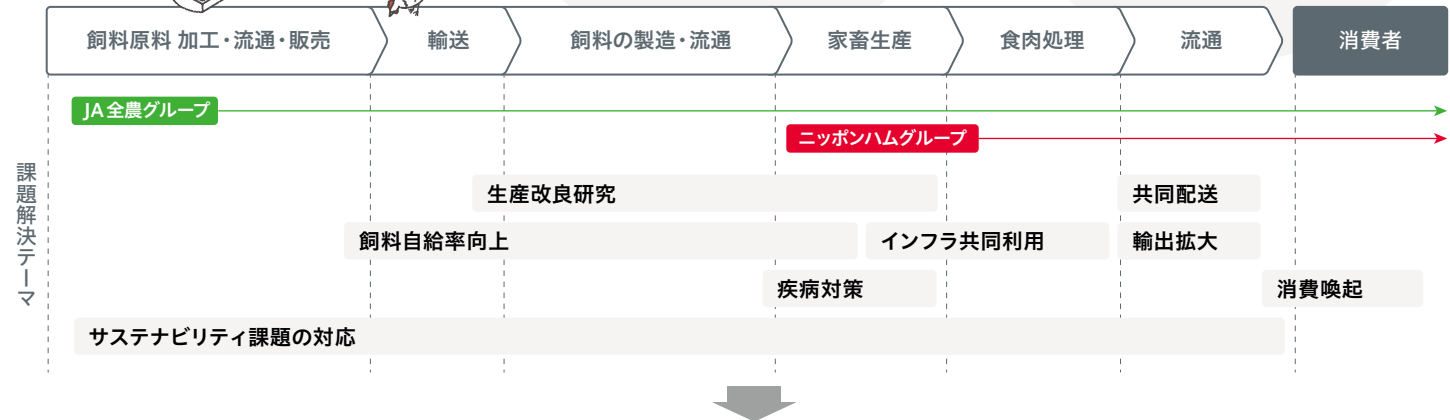 飼料原料 加工・流通・販売
輸送
飼料の製造・流通
家畜生産
食肉処理
流通
消費者
JA全農グループ
ニッポンハムグループ
課題解決テーマ
生産改良研究
共同配送
飼料自給率向上
インフラ共同利用
輸出拡大
疾病対策
消費喚起
サステナビリティ課題の対応